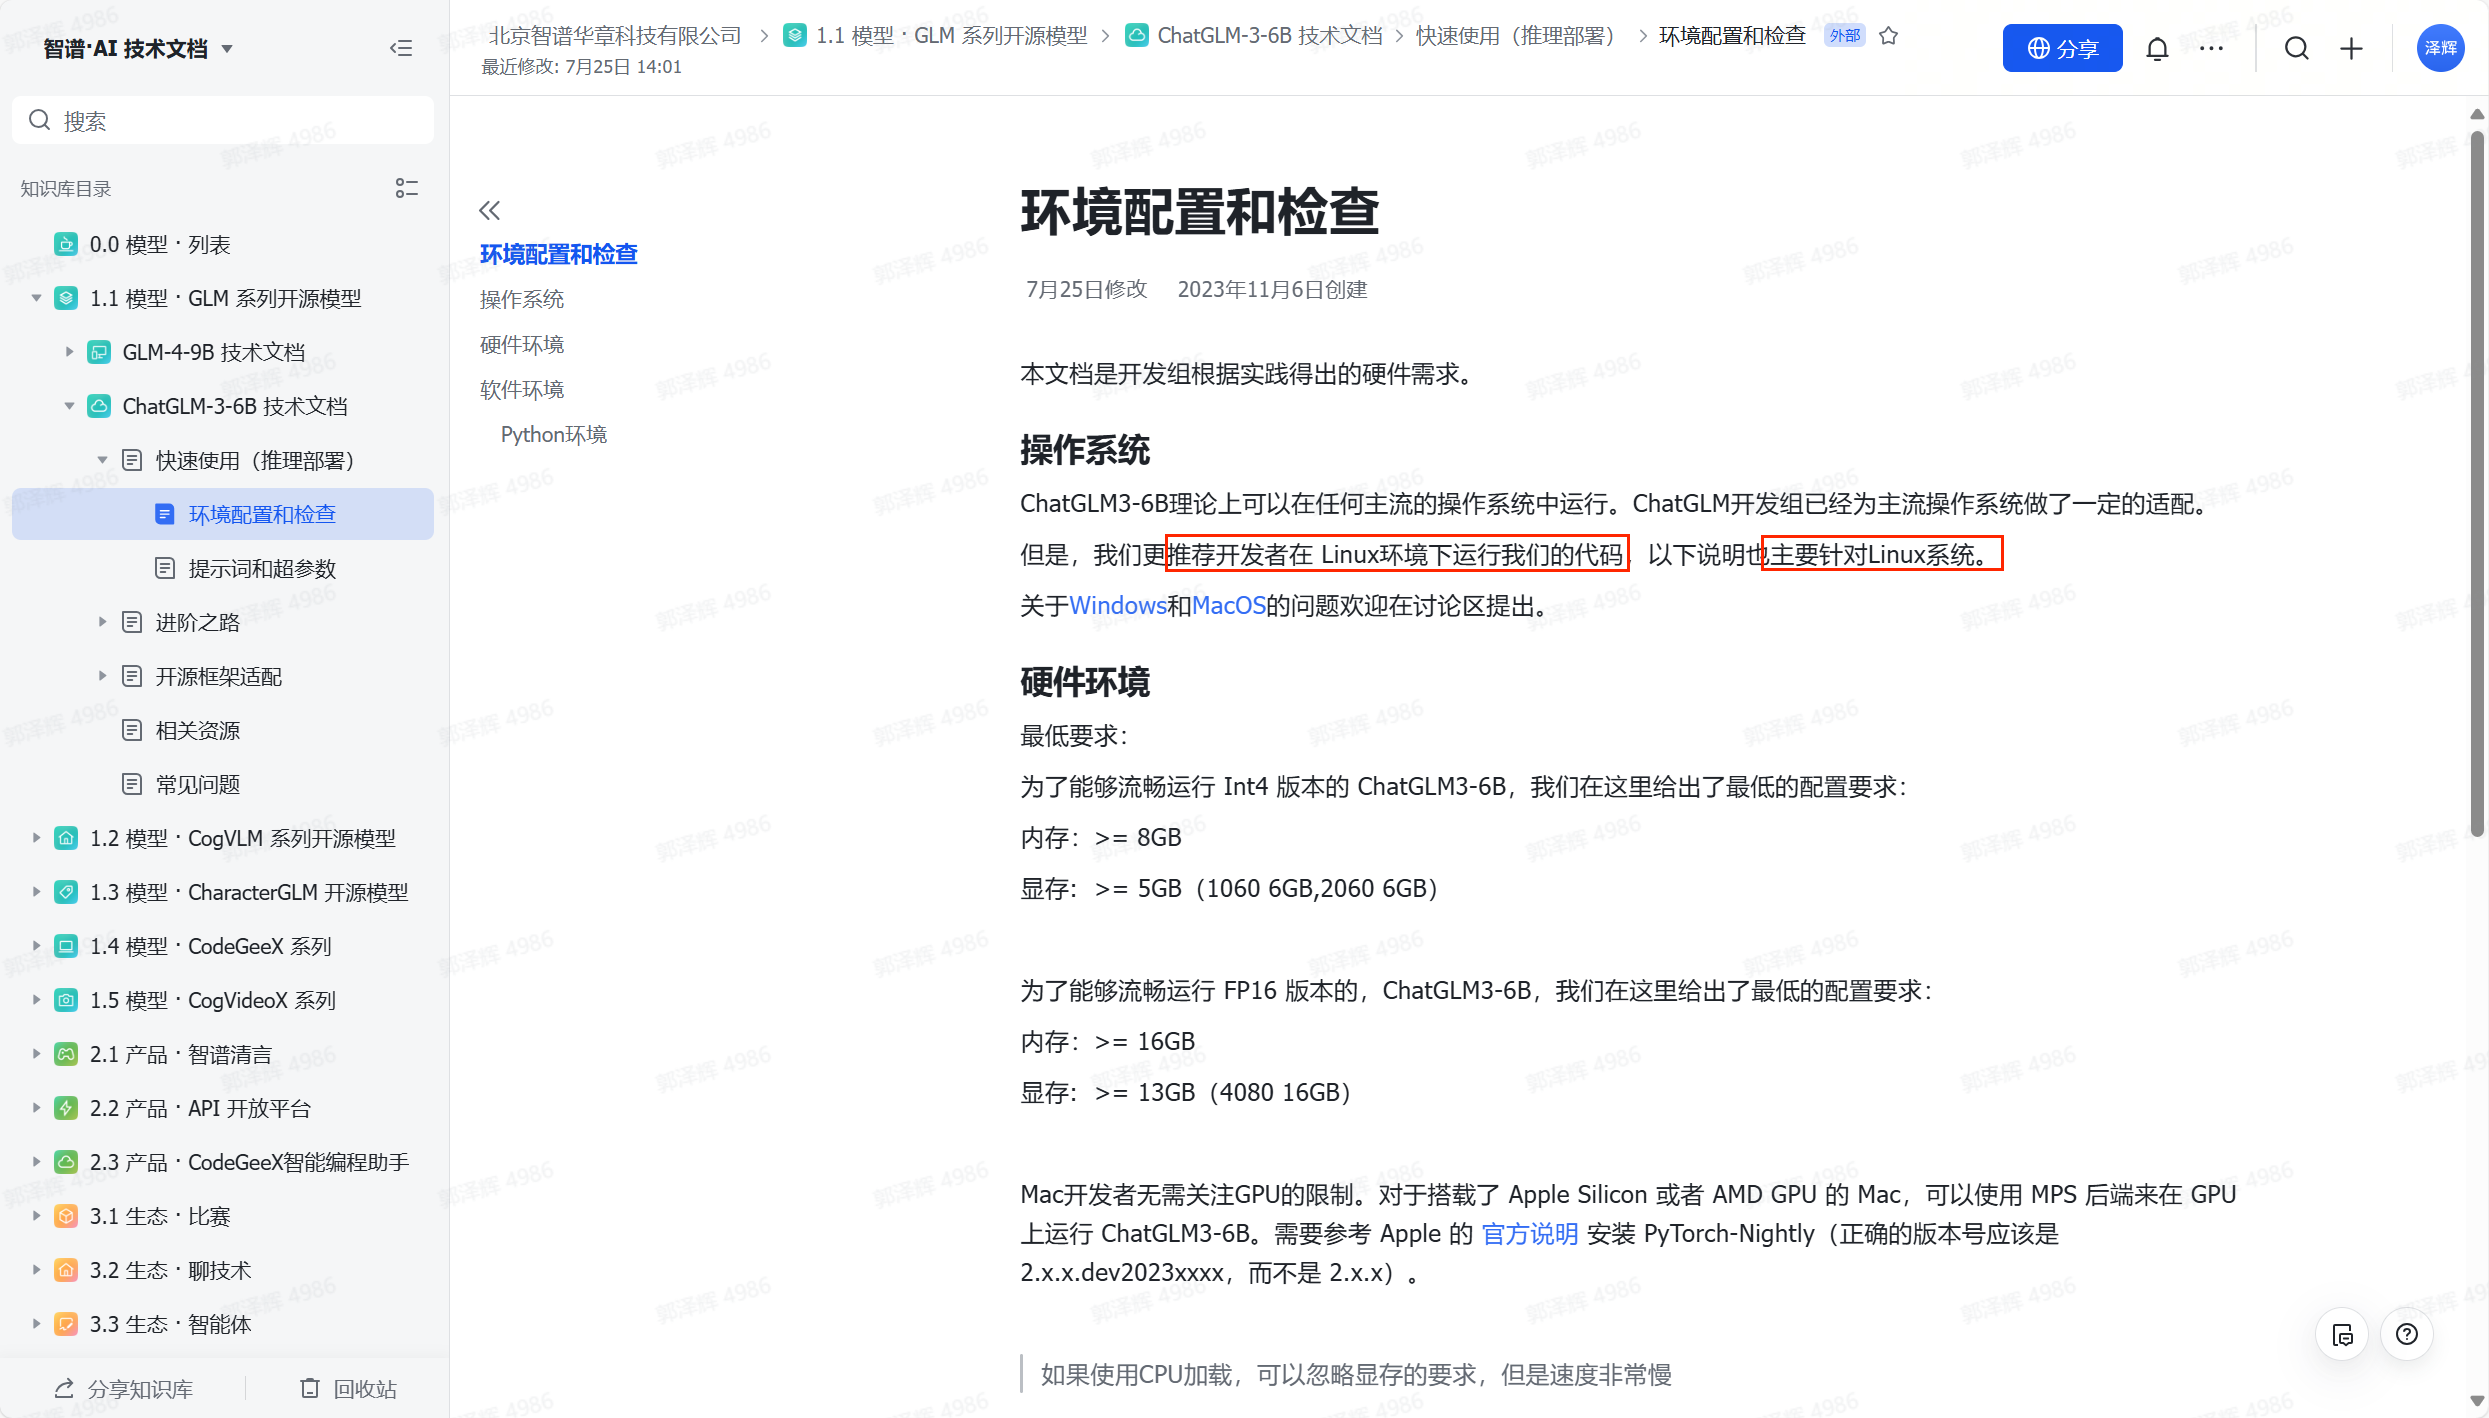 智谱·AI 技术文档
搜索
知识库目录
0.0 模型 · 列表
1.1 模型 · GLM 系列开源模型
GLM-4-9B 技术文档
ChatGLM-3-6B 技术文档
快速使用（推理部署）
环境配置和检查
提示词和超参数
进阶之路
开源框架适配
相关资源
常见问题
1.2 模型 · CogVLM 系列开源模型
1.3 模型 · CharacterGLM 开源模型
1.4 模型 · CodeGeeX 系列
1.5 模型 · CogVideoX 系列
2.1 产品 · 智谱清言
2.2 产品 · API 开放平台
2.3 产品 · CodeGeeX智能编程助手
3.1 生态 · 比赛
3.2 生态 · 聊技术
3.3 生态 · 智能体
分享知识库
回收站
北京智谱华章科技有限公司 > 1.1 模型 · GLM 系列开源模型 > ChatGLM-3-6B 技术文档 > 快速使用（推理部署） > 环境配置和检查 外部
最近修改: 7月25日 14:01
分享
泽辉
环境配置和检查
操作系统
硬件环境
软件环境
Python环境
环境配置和检查
7月25日修改 2023年11月6日创建
本文档是开发组根据实践得出的硬件需求。
操作系统
ChatGLM3-6B理论上可以在任何主流的操作系统中运行。ChatGLM开发组已经为主流操作系统做了一定的适配。
但是，我们更推荐开发者在 Linux环境下运行我们的代码，以下说明也主要针对Linux系统。
关于Windows和MacOS的问题欢迎在讨论区提出。
硬件环境
最低要求：
为了能够流畅运行 Int4 版本的 ChatGLM3-6B，我们在这里给出了最低的配置要求：
内存：>= 8GB
显存: >= 5GB（1060 6GB,2060 6GB）
为了能够流畅运行 FP16 版本的，ChatGLM3-6B，我们在这里给出了最低的配置要求：
内存：>= 16GB
显存: >= 13GB（4080 16GB）
Mac开发者无需关注GPU的限制。对于搭载了 Apple Silicon 或者 AMD GPU 的 Mac，可以使用 MPS 后端来在 GPU
上运行 ChatGLM3-6B。需要参考 Apple 的 官方说明 安装 PyTorch-Nightly（正确的版本号应该是
2.x.x.dev2023xxxx，而不是 2.x.x）。
如果使用CPU加载，可以忽略显存的要求，但是速度非常慢
郭泽辉 4986